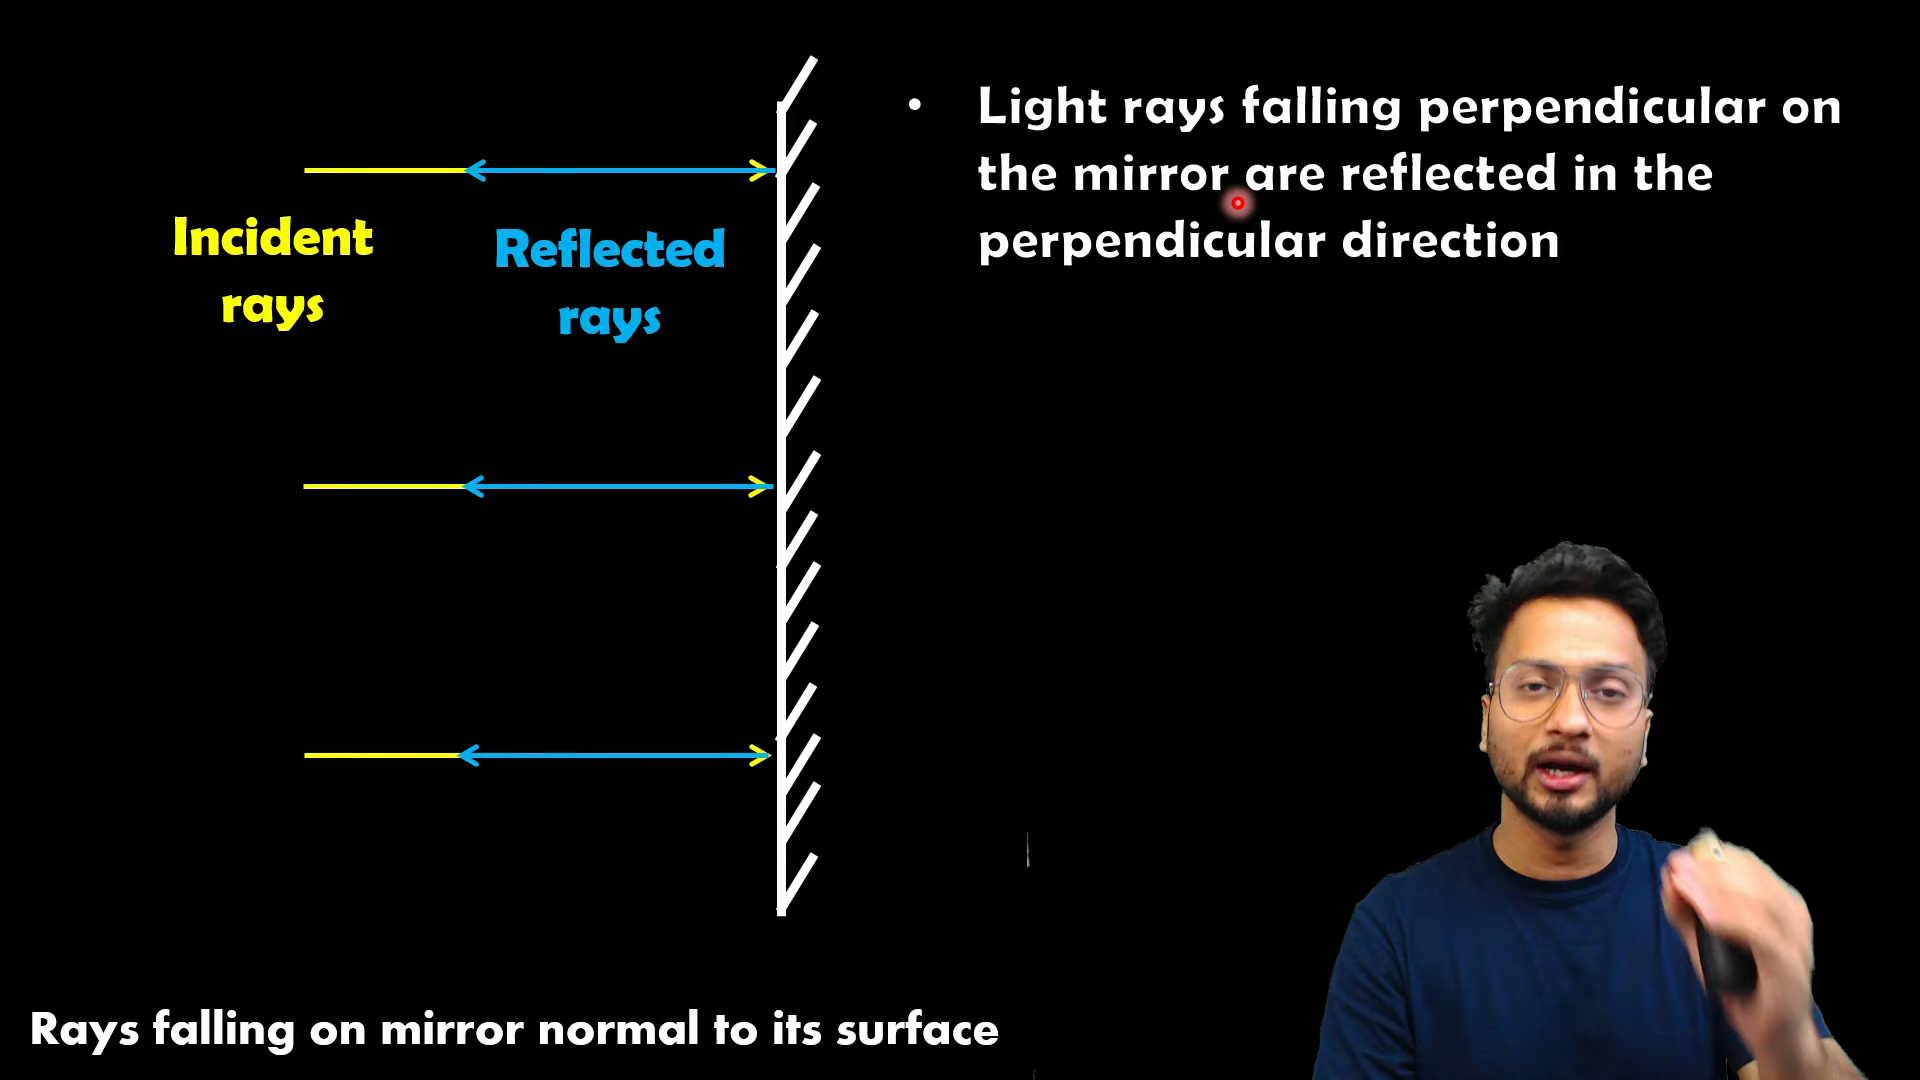 Incident
rays
Reflected
rays
• Light rays falling perpendicular on
the mirror are reflected in the
perpendicular direction
Rays falling on mirror normal to its surface